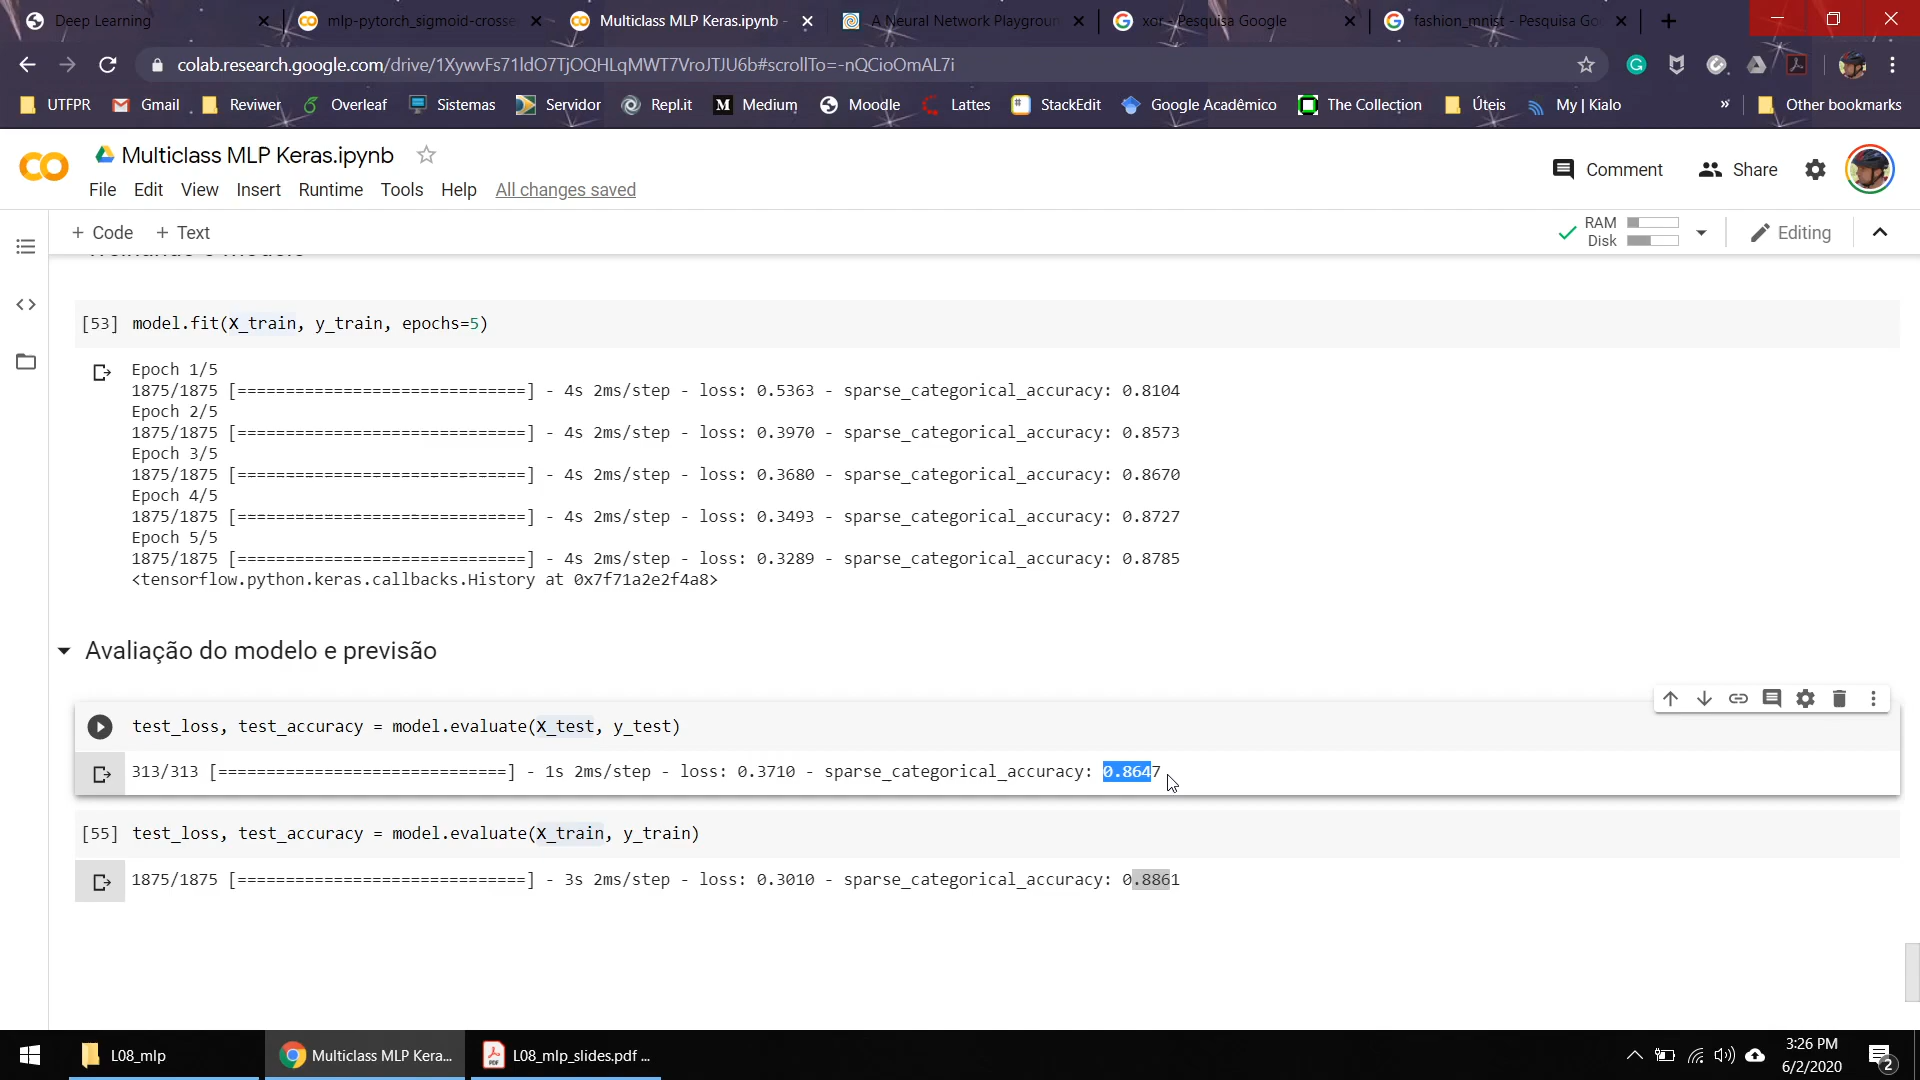 Deep Learning
mlp-pytorch_sigmoid-crosse
Multiclass MLP Keras.ipynb -
A Neural Network Playgroun
xor - Pesquisa Google
fashion_mnist - Pesquisa Go
colab.research.google.com/drive/1XywvFs71ldO7TjOQHLqMWT7VroJTJU6b#scrollTo=-nQCioOmAL7i
UTFPR Gmail Reviwer Overleaf Sistemas Servidor Repl.it Medium Moodle Lattes StackEdit Google Acadêmico The Collection Úteis My | Kialo » Other bookmarks
Multiclass MLP Keras.ipynb
Comment Share
File Edit View Insert Runtime Tools Help All changes saved
+ Code + Text
RAM
Disk
Editing
[53] model.fit(X_train, y_train, epochs=5)
Epoch 1/5
1875/1875 [==============================] - 4s 2ms/step - loss: 0.5363 - sparse_categorical_accuracy: 0.8104
Epoch 2/5
1875/1875 [==============================] - 4s 2ms/step - loss: 0.3970 - sparse_categorical_accuracy: 0.8573
Epoch 3/5
1875/1875 [==============================] - 4s 2ms/step - loss: 0.3680 - sparse_categorical_accuracy: 0.8670
Epoch 4/5
1875/1875 [==============================] - 4s 2ms/step - loss: 0.3493 - sparse_categorical_accuracy: 0.8727
Epoch 5/5
1875/1875 [==============================] - 4s 2ms/step - loss: 0.3289 - sparse_categorical_accuracy: 0.8785
<tensorflow.python.keras.callbacks.History at 0x7f71a2e2f4a8>
Avaliação do modelo e previsão
test_loss, test_accuracy = model.evaluate(X_test, y_test)
313/313 [==============================] - 1s 2ms/step - loss: 0.3710 - sparse_categorical_accuracy: 0.8647
[55] test_loss, test_accuracy = model.evaluate(X_train, y_train)
1875/1875 [==============================] - 3s 2ms/step - loss: 0.3010 - sparse_categorical_accuracy: 0.8861
L08_mlp
Multiclass MLP Kera...
L08_mlp_slides.pdf ...
3:26 PM
6/2/2020
2